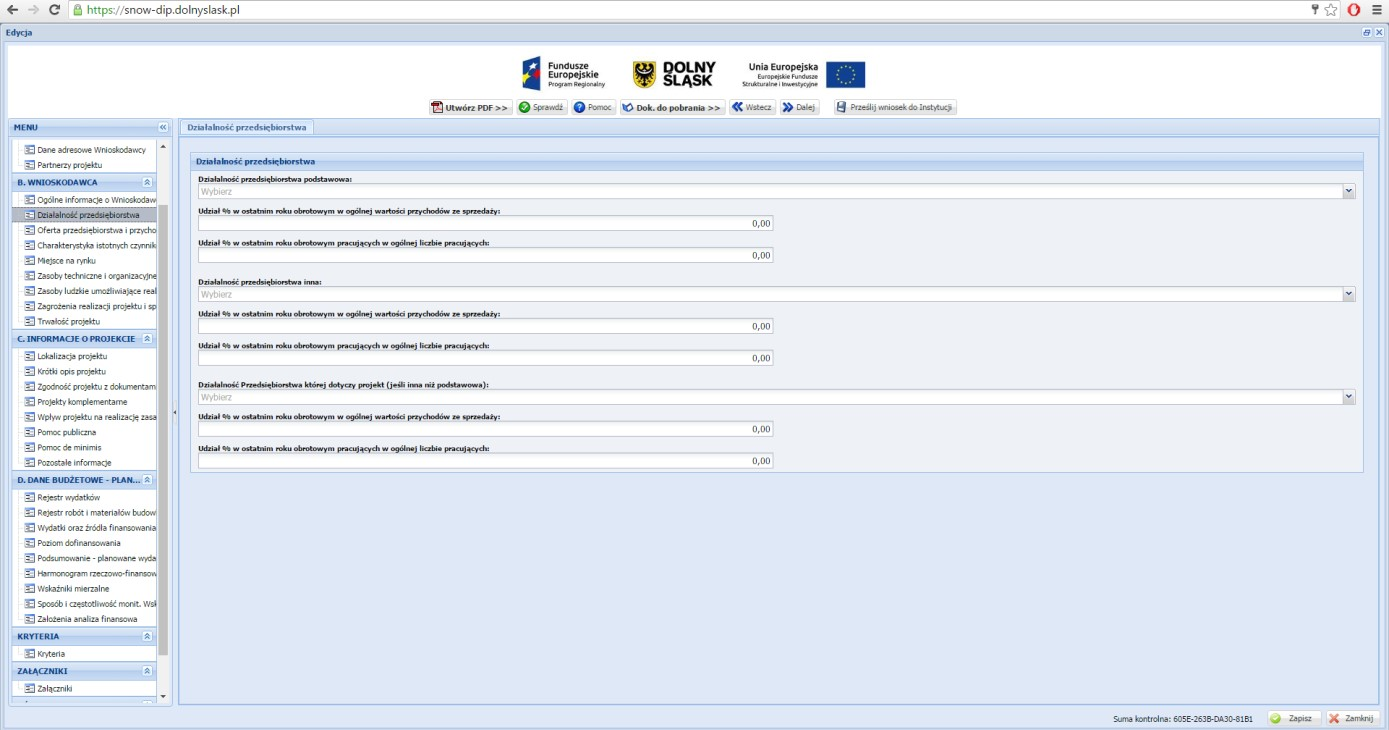 https://snow-dip.dolnyslask.pl
Edycja
Fundusze
Europejskie
Program Regionalny
DOLNY
ŚLĄSK
Unia Europejska
Europejskie Fundusze
Strukturalne i Inwestycyjne
Utwórz PDF >> Sprawdź Pomoc Dok. do pobrania >> Wstecz Dalej Prześlij wniosek do Instytucji
MENU
Dane adresowe Wnioskodawcy
Partnerzy projektu
B. WNIOSKODAWCA
Ogólne informacje o Wnioskodaw
Działalność przedsiębiorstwa
Oferta przedsiębiorstwa i przycho
Charakterystyka istotnych czynnik
Miejsce na rynku
Zasoby techniczne i organizacyjne
Zasoby ludzkie umożliwiające real
Zagrożenia realizacji projektu i sp
Trwałość projektu
C. INFORMACJE O PROJEKCIE
Lokalizacja projektu
Krótki opis projektu
Zgodność projektu z dokumentam
Projekty komplementarne
Wpływ projektu na realizację zasa
Pomoc publiczna
Pomoc de minimis
Pozostałe informacje
D. DANE BUDŻETOWE - PLAN...
Rejestr wydatków
Rejestr robót i materiałów budow
Wydatki oraz źródła finansowania
Poziom dofinansowania
Podsumowanie - planowane wyda
Harmonogram rzeczowo-finansow
Wskaźniki mierzalne
Sposób i częstotliwość monit. Wsk
Założenia analiza finansowa
KRYTERIA
Kryteria
ZAŁĄCZNIKI
Załączniki
Działalność przedsiębiorstwa
Działalność przedsiębiorstwa
Działalność przedsiębiorstwa podstawowa:
Wybierz
Udział % w ostatnim roku obrotowym w ogólnej wartości przychodów ze sprzedaży:
0,00
Udział % w ostatnim roku obrotowym pracujących w ogólnej liczbie pracujących:
0,00
Działalność przedsiębiorstwa inna:
Wybierz
Udział % w ostatnim roku obrotowym w ogólnej wartości przychodów ze sprzedaży:
0,00
Udział % w ostatnim roku obrotowym pracujących w ogólnej liczbie pracujących:
0,00
Działalność Przedsiębiorstwa której dotyczy projekt (jeśli inna niż podstawowa):
Wybierz
Udział % w ostatnim roku obrotowym w ogólnej wartości przychodów ze sprzedaży:
0,00
Udział % w ostatnim roku obrotowym pracujących w ogólnej liczbie pracujących:
0,00
Suma kontrolna: 605E-263B-DA30-81B1 Zapisz Zamknij